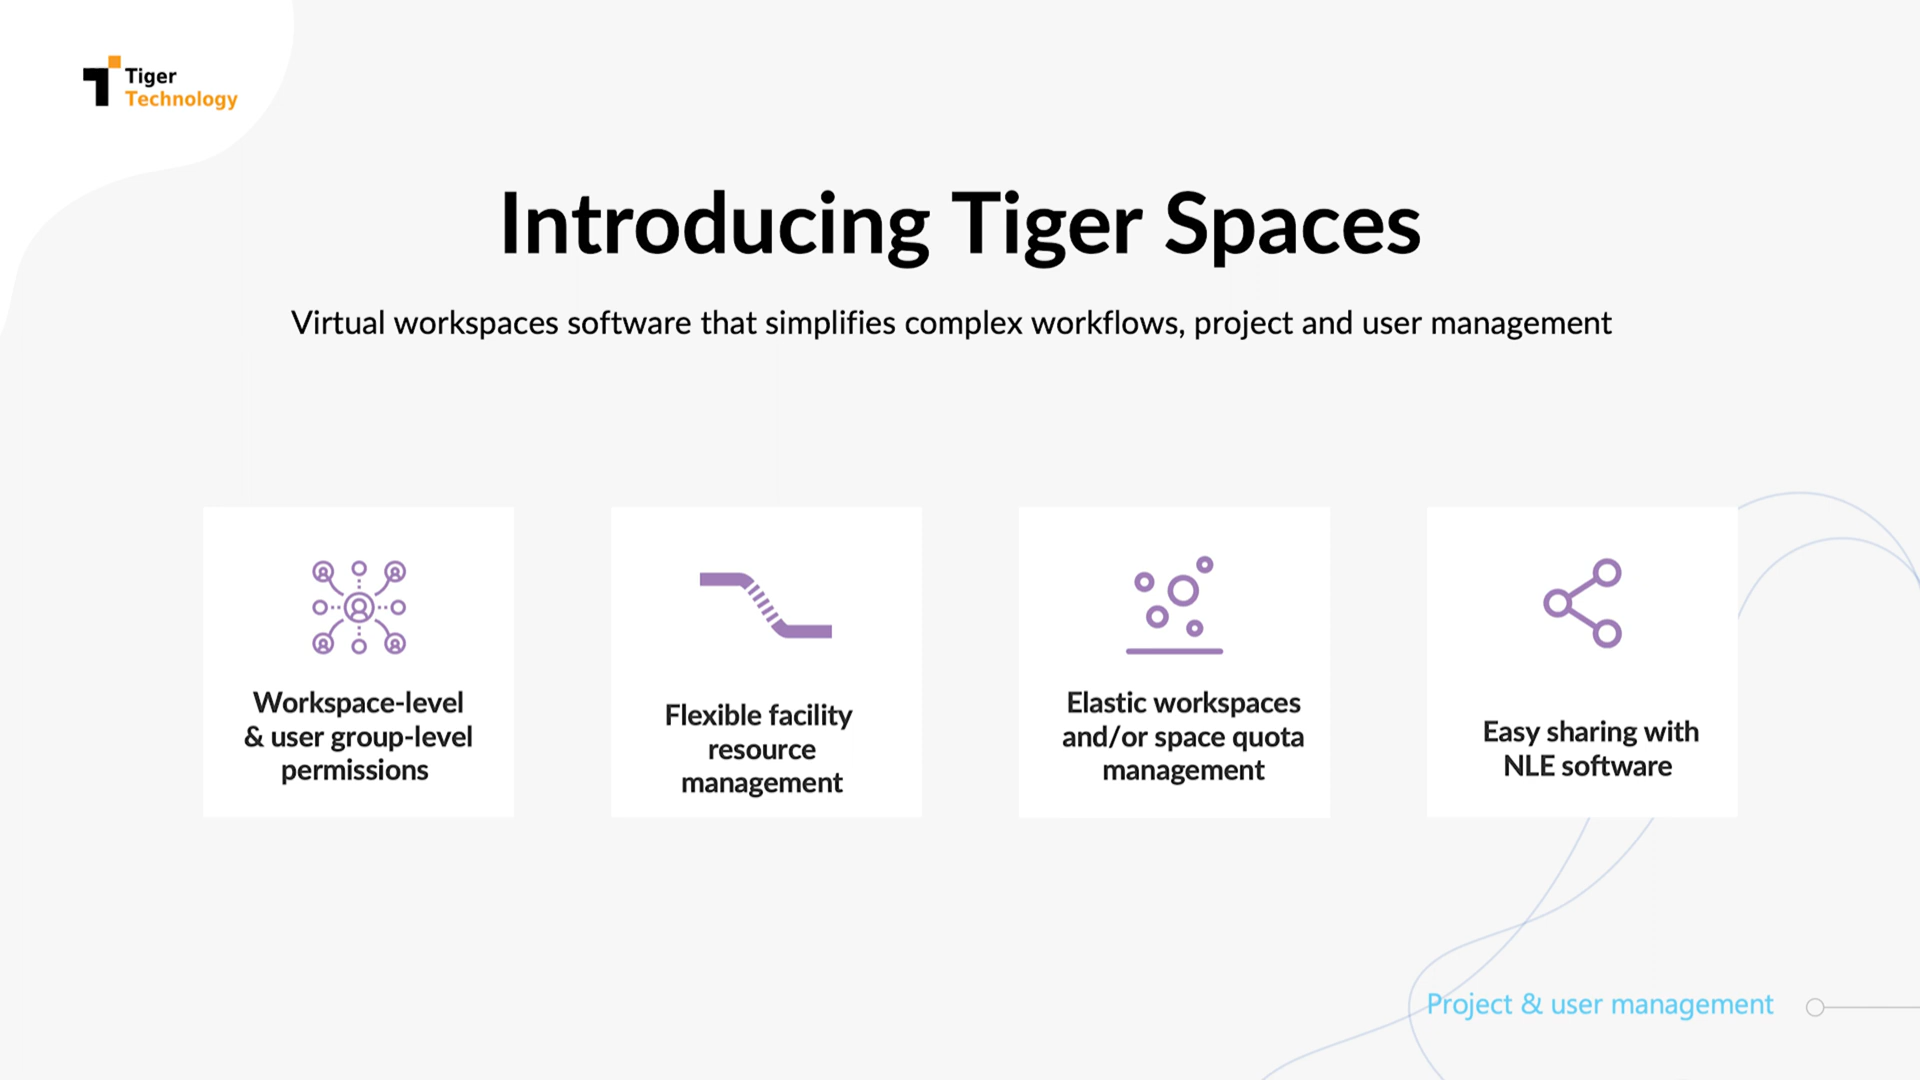 Tiger
Technology
Introducing Tiger Spaces
Virtual workspaces software that simplifies complex workflows, project and user management
Workspace-level
& user group-level
permissions
Flexible facility
resource
management
Elastic workspaces
and/or space quota
management
Easy sharing with
NLE software
Project & user management